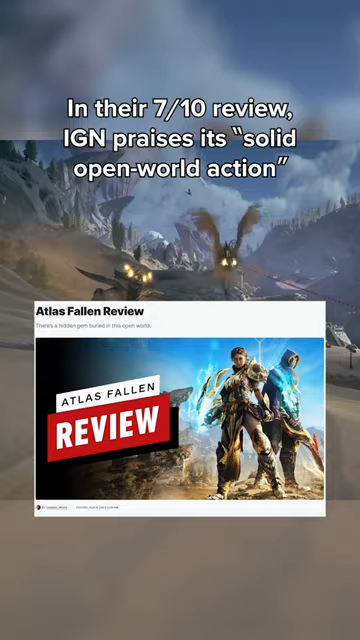 In their 7/10 review,
IGN praises its “solid
open-world action”
Atlas Fallen Review
There's a hidden gem buried in this open world.
ATLAS FALLEN
REVIEW